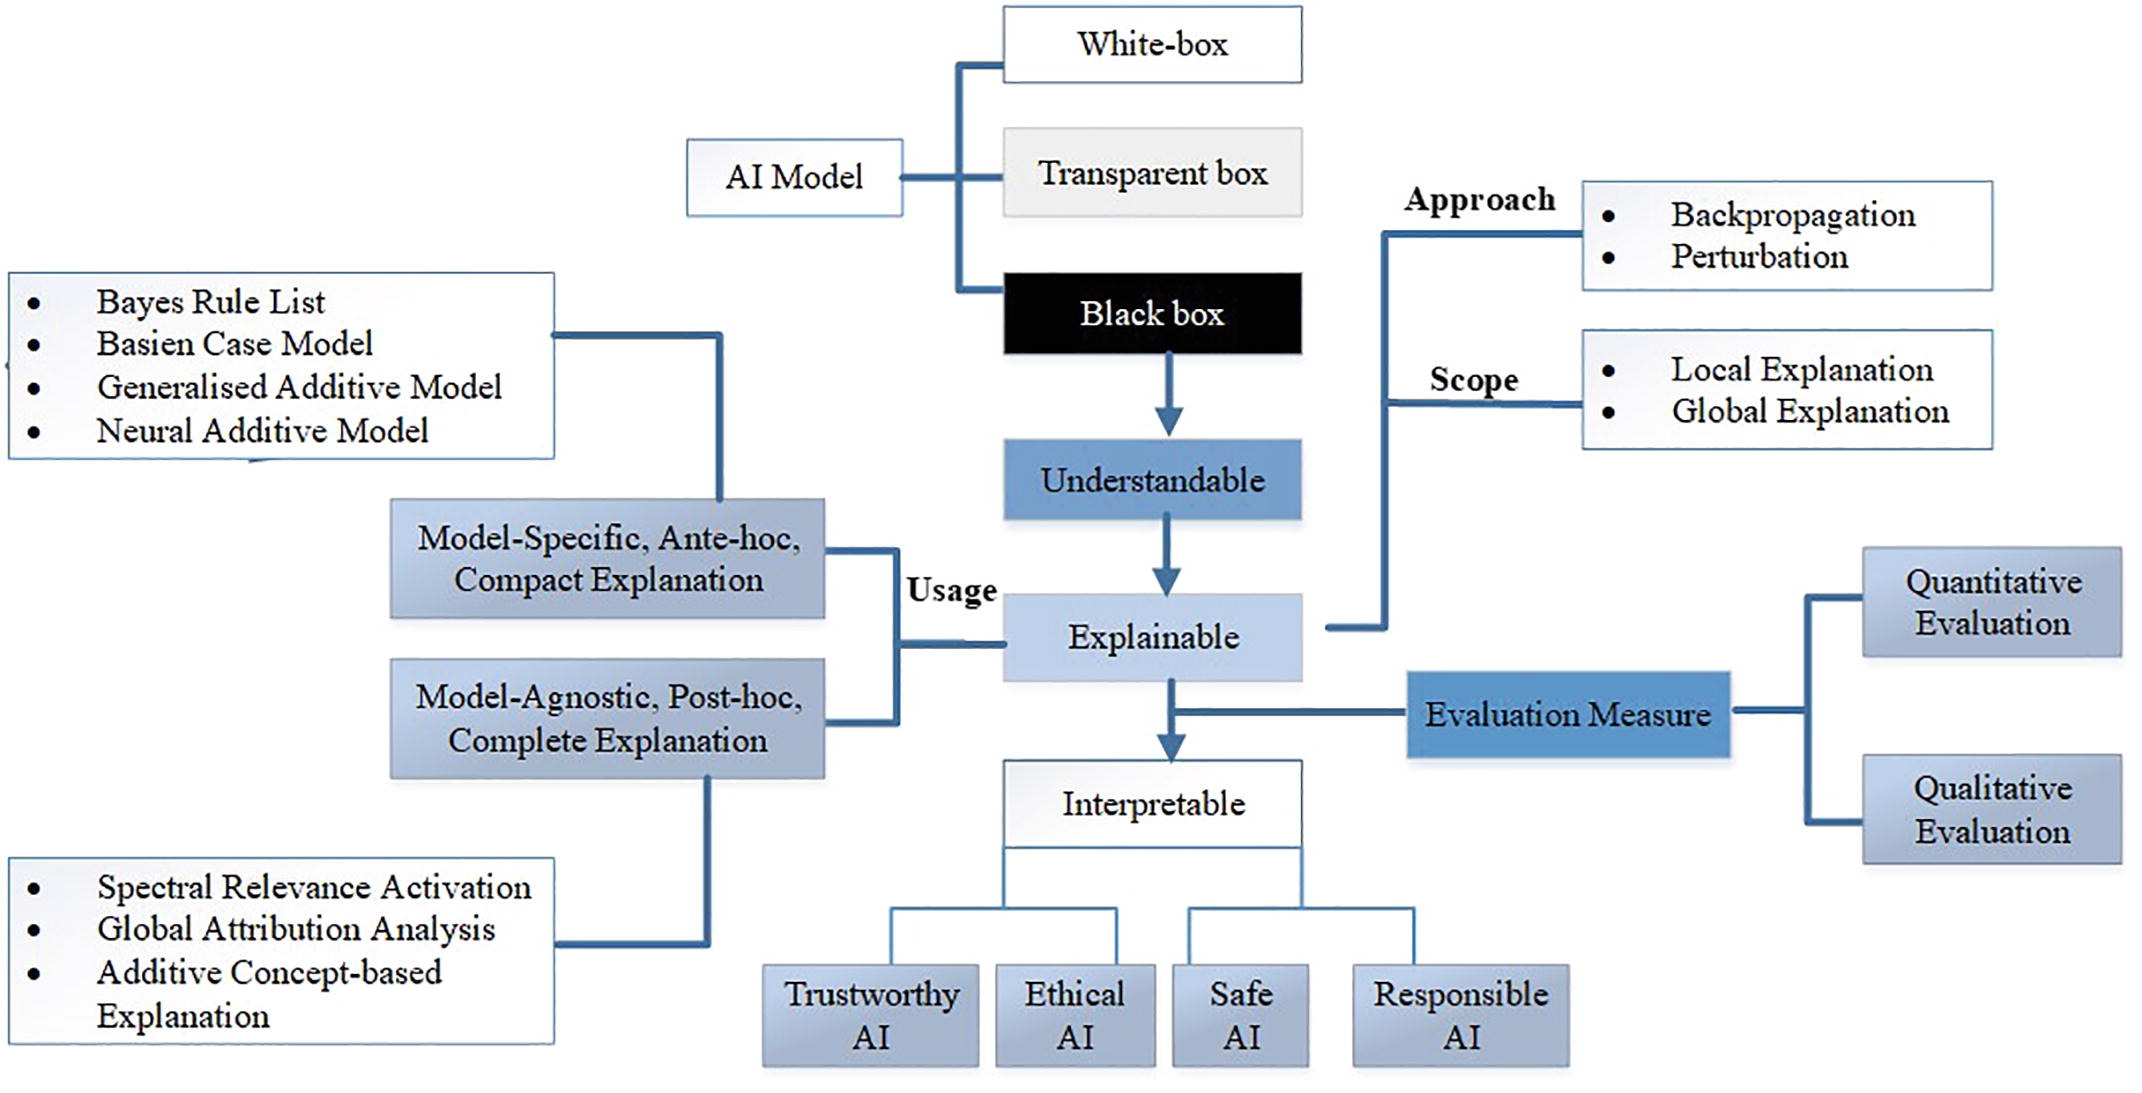 White-box
AI Model
Transparent box
Black box
Approach
• Backpropagation
• Perturbation
Scope
• Local Explanation
• Global Explanation
• Bayes Rule List
• Basien Case Model
• Generalised Additive Model
• Neural Additive Model
Understandable
Model-Specific, Ante-hoc,
Compact Explanation
Usage
Explainable
Model-Agnostic, Post-hoc,
Complete Explanation
Evaluation Measure
Quantitative
Evaluation
Qualitative
Evaluation
Interpretable
• Spectral Relevance Activation
• Global Attribution Analysis
• Additive Concept-based
Explanation
Trustworthy
AI
Ethical
AI
Safe
AI
Responsible
AI